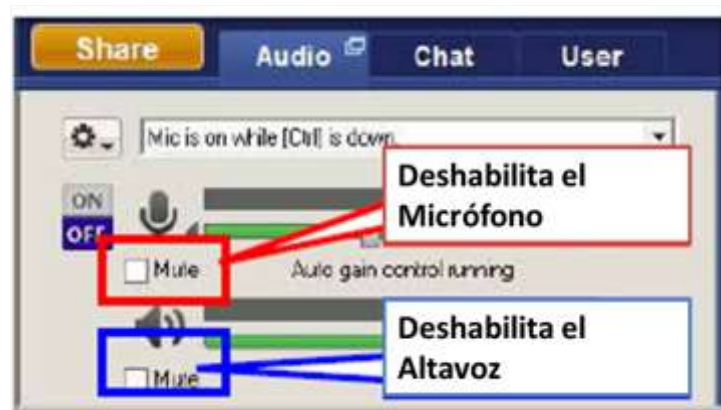 Share Audio Chat User
Mic is on while [Ctrl] is down.
Deshabilita el
Micrófono
ON
OFF
Mute
Auto gain control running
Deshabilita el
Altavoz
Mute